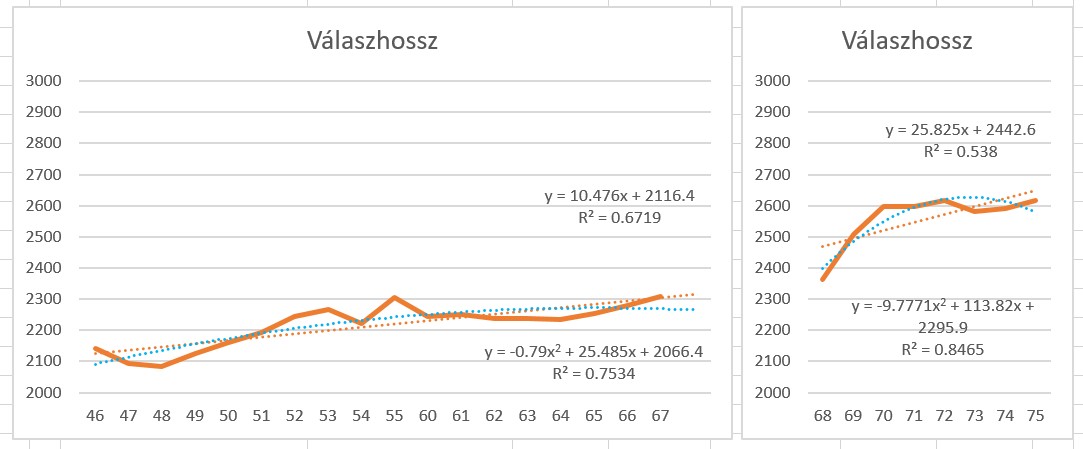 Válaszhossz
3000
2900
2800
2700
2600
2500
2400
2300
2200
2100
2000
y = 10.476x + 2116.4
R² = 0.6719
y = -0.79x² + 25.485x + 2066.4
R² = 0.7534
46 47 48 49 50 51 52 53 54 55 60 61 62 63 64 65 66 67
Válaszhossz
3000
2900
2800
2700
2600
2500
2400
2300
2200
2100
2000
y = 25.825x + 2442.6
R² = 0.538
y = -9.7771x² + 113.82x +
2295.9
R² = 0.8465
68 69 70 71 72 73 74 75